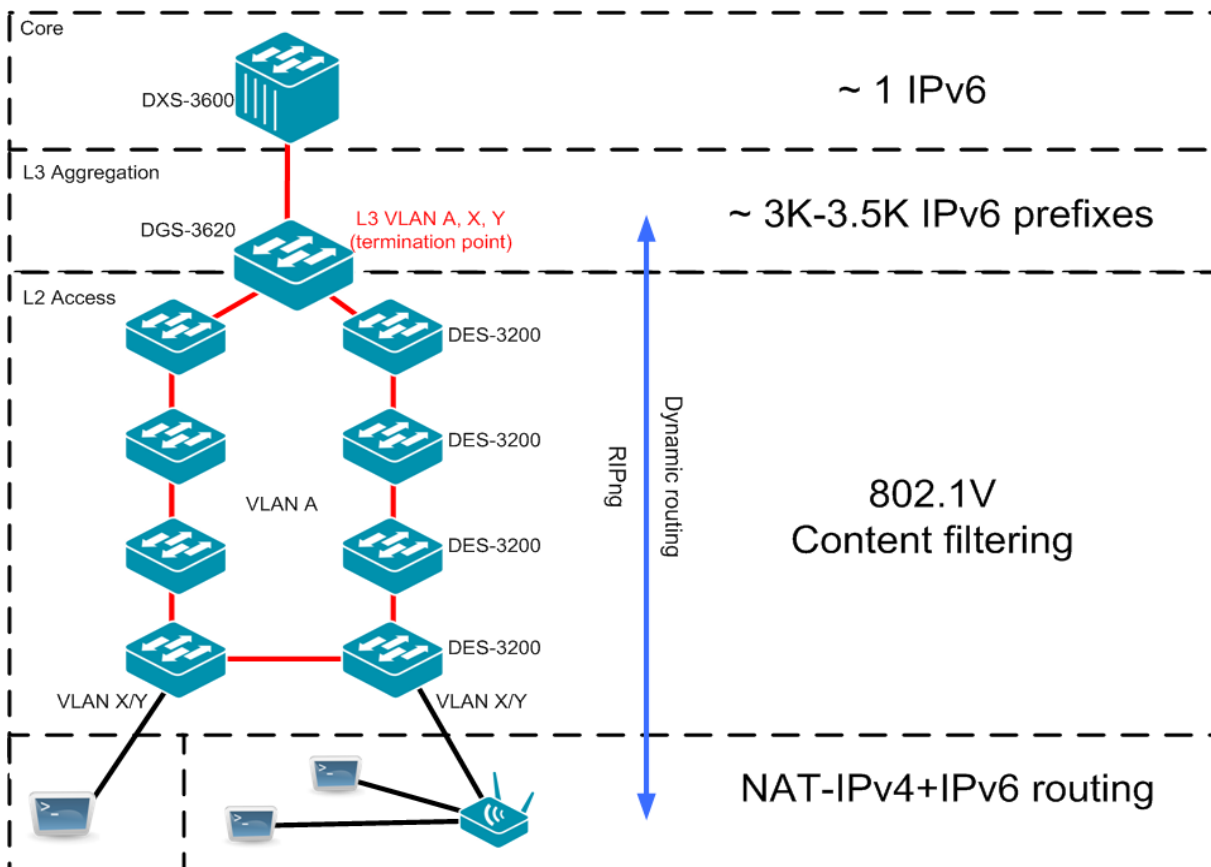 Core
DXS-3600
~ 1 IPv6
L3 Aggregation
DGS-3620
L3 VLAN A, X, Y
(termination point)
~ 3K-3.5K IPv6 prefixes
L2 Access
DES-3200
DES-3200
VLAN A
DES-3200
DES-3200
VLAN X/Y
VLAN X/Y
Dynamic routing
RIPng
802.1V
Content filtering
>_
>_
>_
NAT-IPv4+IPv6 routing